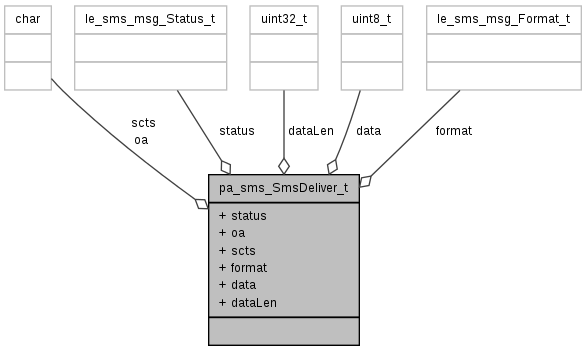 char
le_sms_msg_Status_t
uint32_t
uint8_t
le_sms_msg_Format_t
scts
oa
status
dataLen
data
format
pa_sms_SmsDeliver_t
+ status
+ oa
+ scts
+ format
+ data
+ dataLen